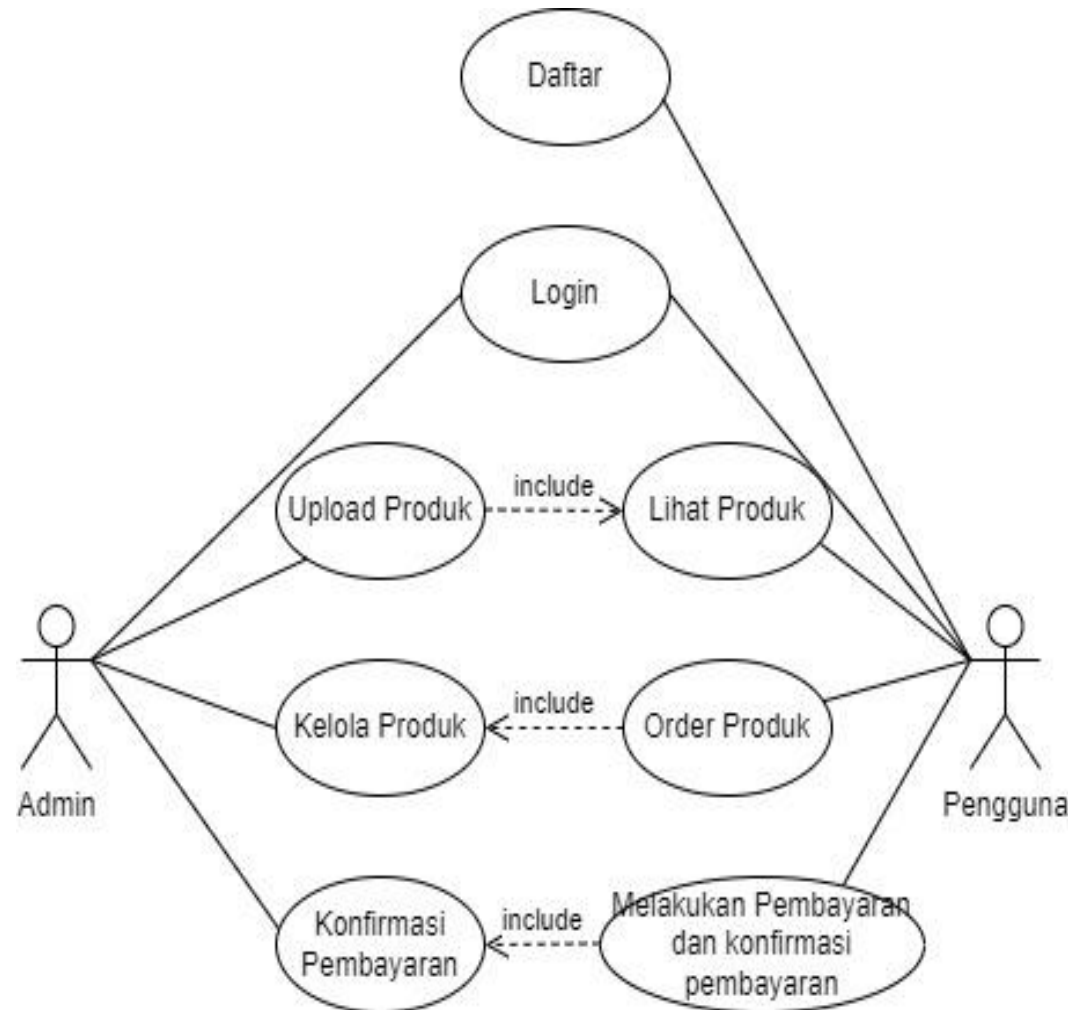 Daftar
Login
Upload Produk
include
Lihat Produk
Kelola Produk
include
Order Produk
Admin
Pengguna
Konfirmasi
Pembayaran
include
Melakukan Pembayaran
dan konfirmasi
pembayaran